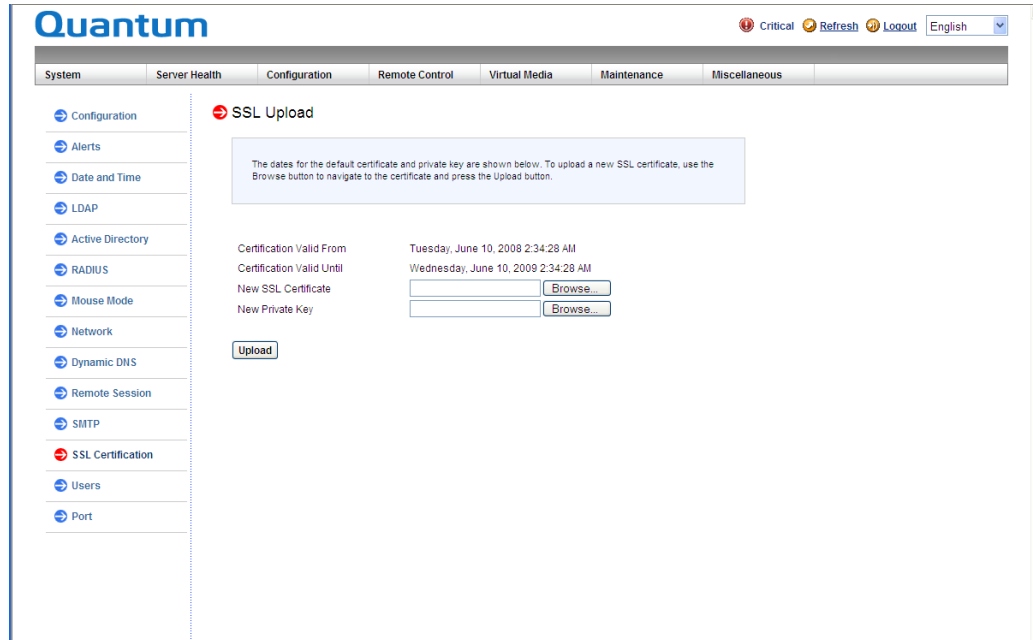 Quantum
Critical Refresh Logout English
System Server Health Configuration Remote Control Virtual Media Maintenance Miscellaneous
Configuration
Alerts
Date and Time
LDAP
Active Directory
RADIUS
Mouse Mode
Network
Dynamic DNS
Remote Session
SMTP
SSL Certification
Users
Port
SSL Upload
The dates for the default certificate and private key are shown below. To upload a new SSL certificate, use the
Browse button to navigate to the certificate and press the Upload button.
Certification Valid From Tuesday, June 10, 2008 2:34:28 AM
Certification Valid Until Wednesday, June 10, 2009 2:34:28 AM
New SSL Certificate Browse...
New Private Key Browse...
Upload